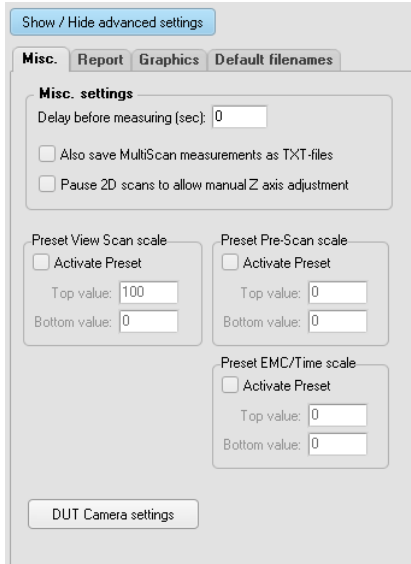 Show / Hide advanced settings
Misc. Report Graphics Default filenames
Misc. settings
Delay before measuring (sec): 0
Also save MultiScan measurements as TXT-files
Pause 2D scans to allow manual Z axis adjustment
Preset View Scan scale
Activate Preset
Top value: 100
Bottom value: 0
Preset Pre-Scan scale
Activate Preset
Top value: 0
Bottom value: 0
Preset EMC/Time scale
Activate Preset
Top value: 0
Bottom value: 0
DUT Camera settings